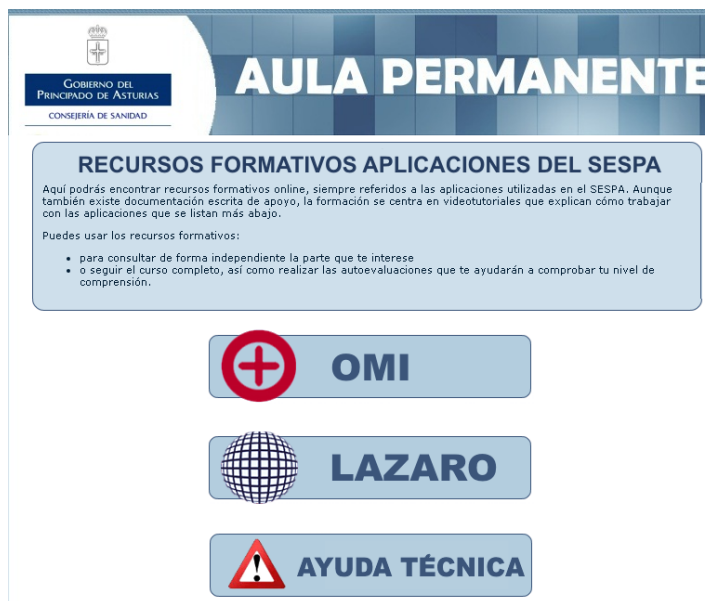 GOBIERNO DEL
PRINCIPADO DE ASTURIAS
CONSEJERÍA DE SANIDAD
AULA PERMANENTE
RECURSOS FORMATIVOS APLICACIONES DEL SESPA
Aquí podrás encontrar recursos formativos online, siempre referidos a las aplicaciones utilizadas en el SESPA. Aunque
también existe documentación escrita de apoyo, la formación se centra en videotutoriales que explican cómo trabajar
con las aplicaciones que se listan más abajo.
Puedes usar los recursos formativos:
• para consultar de forma independiente la parte que te interese
• o seguir el curso completo, así como realizar las autoevaluaciones que te ayudarán a comprobar tu nivel de
comprensión.
OMI
LAZARO
AYUDA TÉCNICA